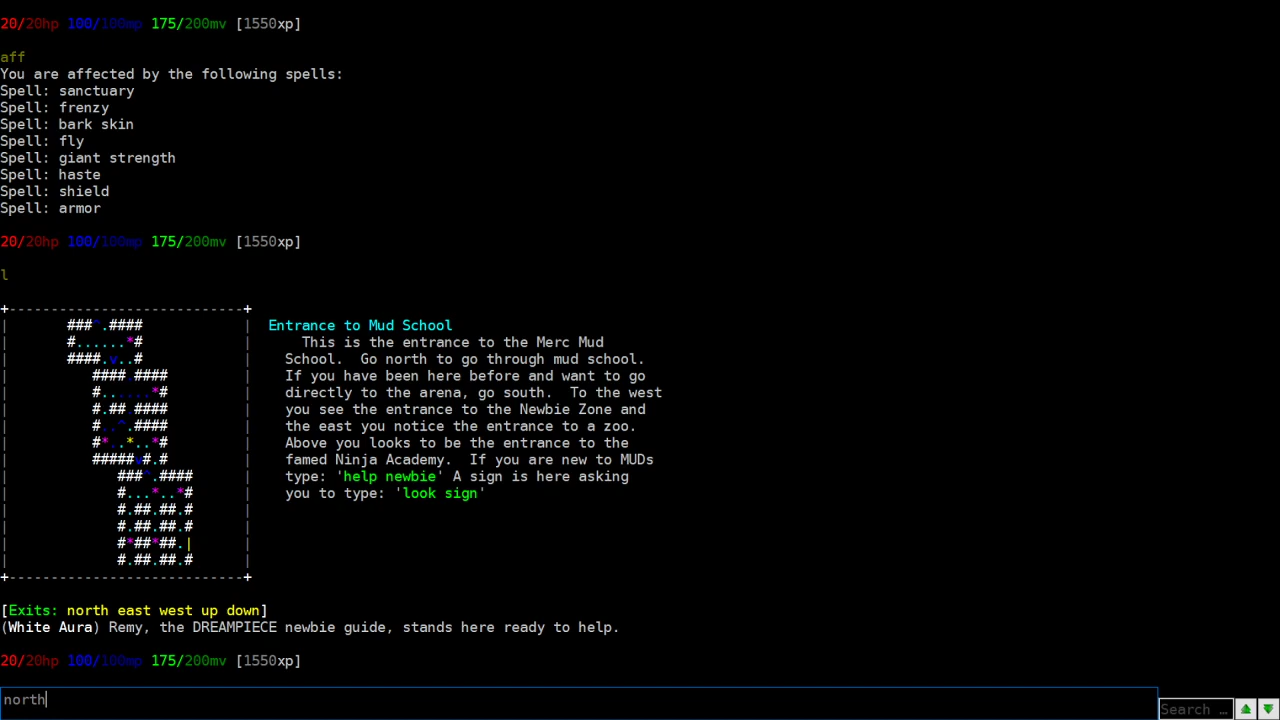 20/20hp 100/100mp 175/200mv [1550xp]
aff
You are affected by the following spells:
Spell: sanctuary
Spell: frenzy
Spell: bark skin
Spell: fly
Spell: giant strength
Spell: haste
Spell: shield
Spell: armor
20/20hp 100/100mp 175/200mv [1550xp]
l
Entrance to Mud School
This is the entrance to the Merc Mud
School.  Go north to go through mud school.
If you have been here before and want to go
directly to the arena, go south.  To the west
you see the entrance to the Newbie Zone and
the east you notice the entrance to a zoo.
Above you looks to be the entrance to the
famed Ninja Academy.  If you are new to MUDs
type: 'help newbie' A sign is here asking
you to type: 'look sign'
[Exits: north east west up down]
(White Aura) Remy, the DREAMPIECE newbie guide, stands here ready to help.
20/20hp 100/100mp 175/200mv [1550xp]
north
Search ...